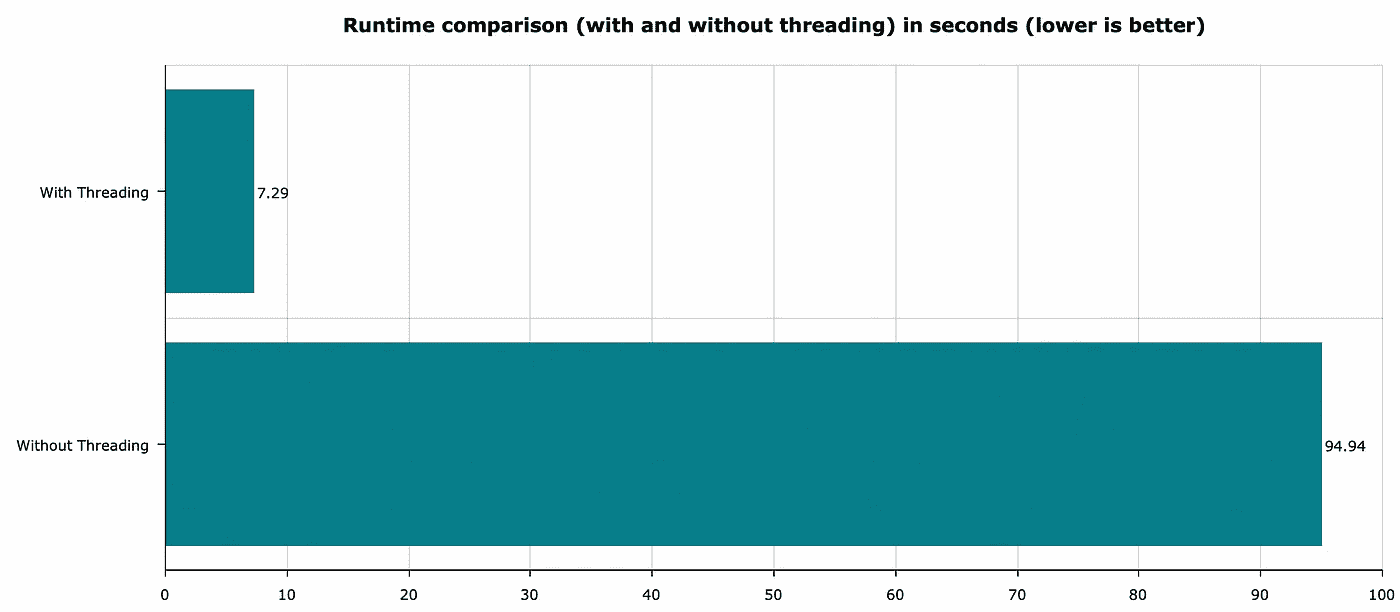 Runtime comparison (with and without threading) in seconds (lower is better)
With Threading
7.29
Without Threading
94.94
0 10 20 30 40 50 60 70 80 90 100